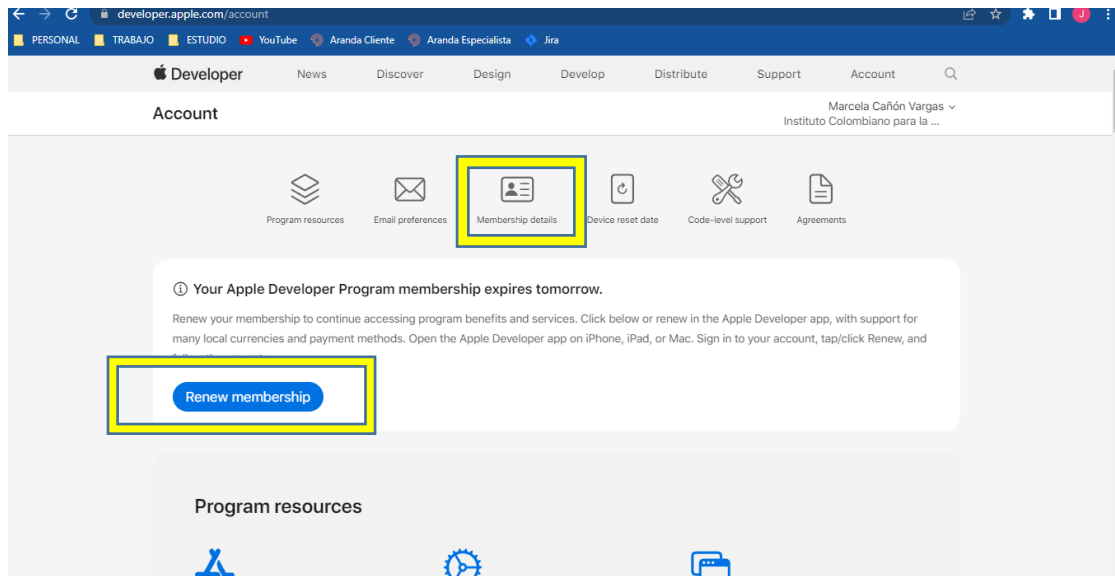 developer.apple.com/account
J
PERSONAL TRABAJO ESTUDIO YouTube Aranda Cliente Aranda Especialista Jira
Developer News Discover Design Develop Distribute Support Account
Account
Marcela Cañón Vargas
Instituto Colombiano para la ...
Program resources Email preferences Membership details Device reset date Code-level support Agreements
Your Apple Developer Program membership expires tomorrow.
Renew your membership to continue accessing program benefits and services. Click below or renew in the Apple Developer app, with support for
many local currencies and payment methods. Open the Apple Developer app on iPhone, iPad, or Mac. Sign in to your account, tap/click Renew, and
Renew membership
Program resources